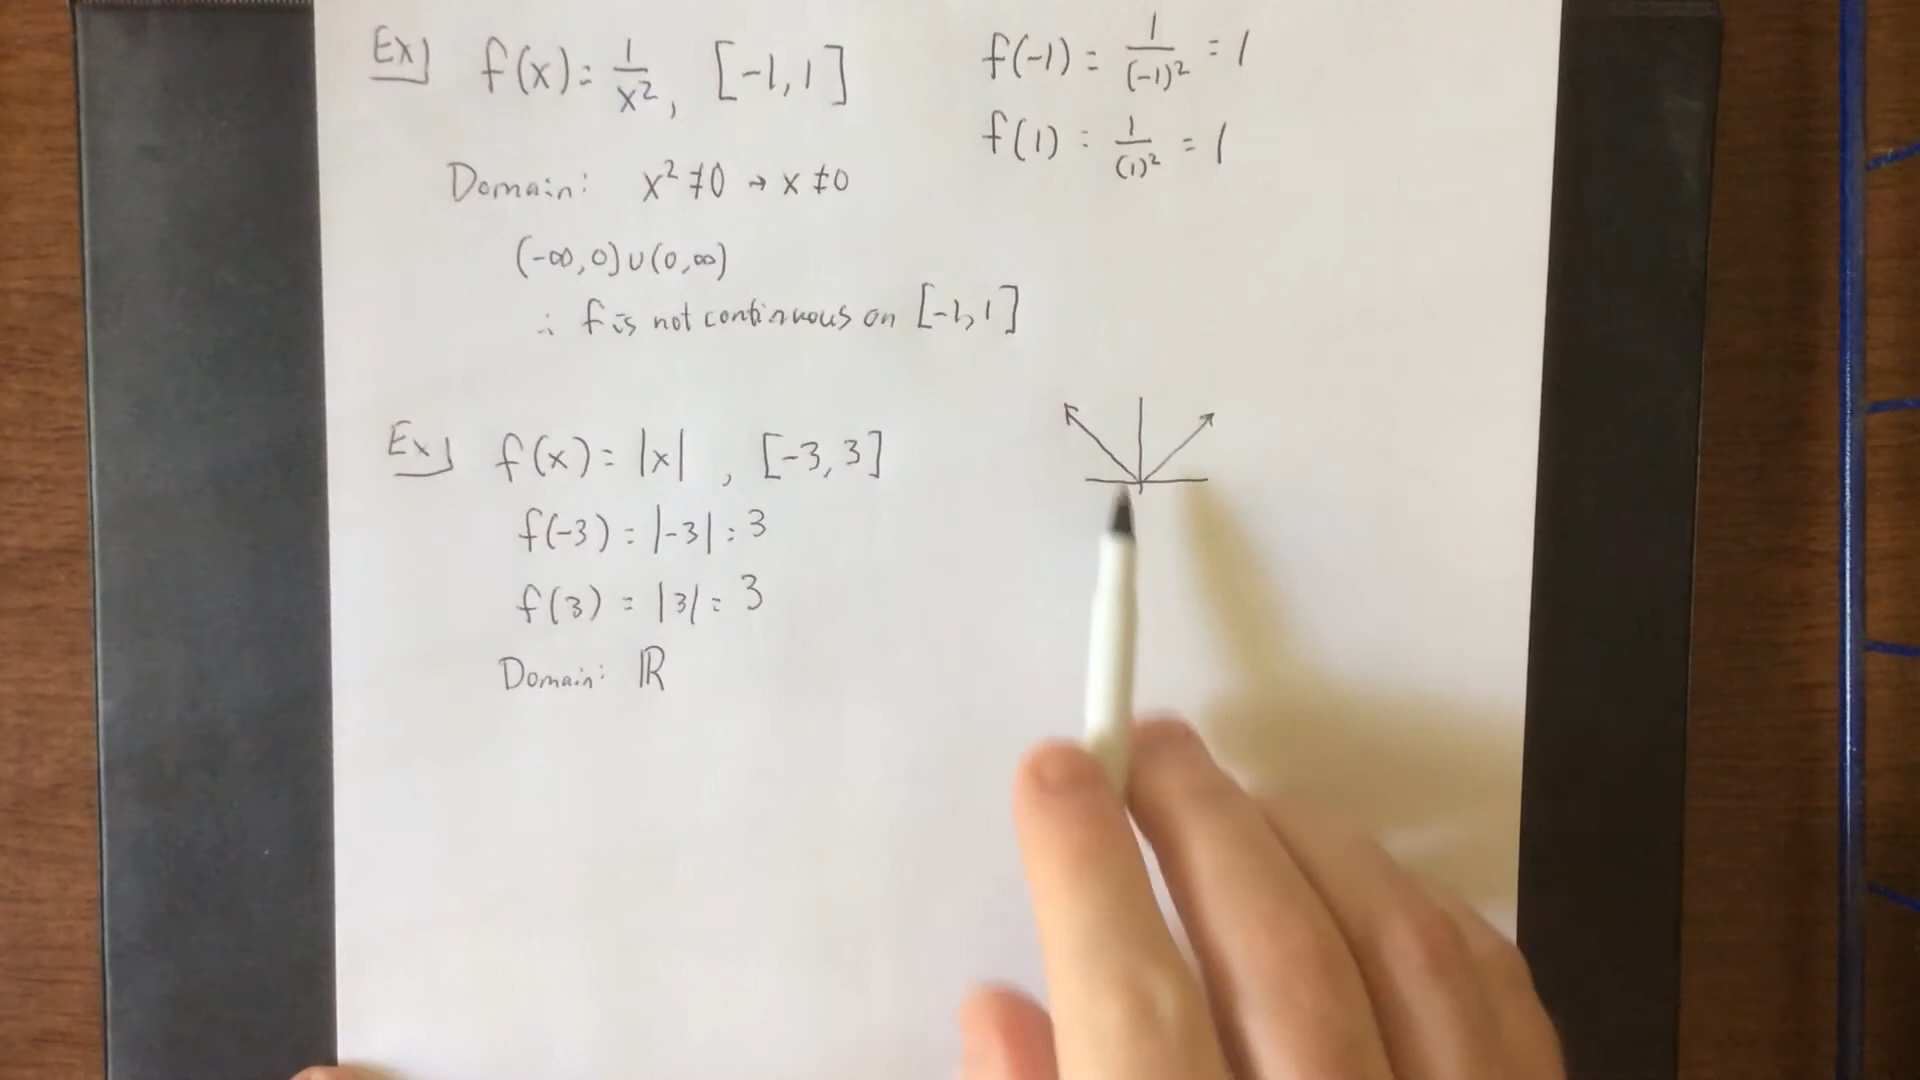 Ex) f(x) = 1/x², [-1, 1]
f(-1) = 1/(-1)² = 1
f(1) = 1/(1)² = 1
Domain: x² ≠ 0 → x ≠ 0
(-∞, 0) ∪ (0, ∞)
∴ f is not continuous on [-1, 1]
Ex) f(x) = |x|, [-3, 3]
f(-3) = |-3| = 3
f(3) = |3| = 3
Domain: ℝ